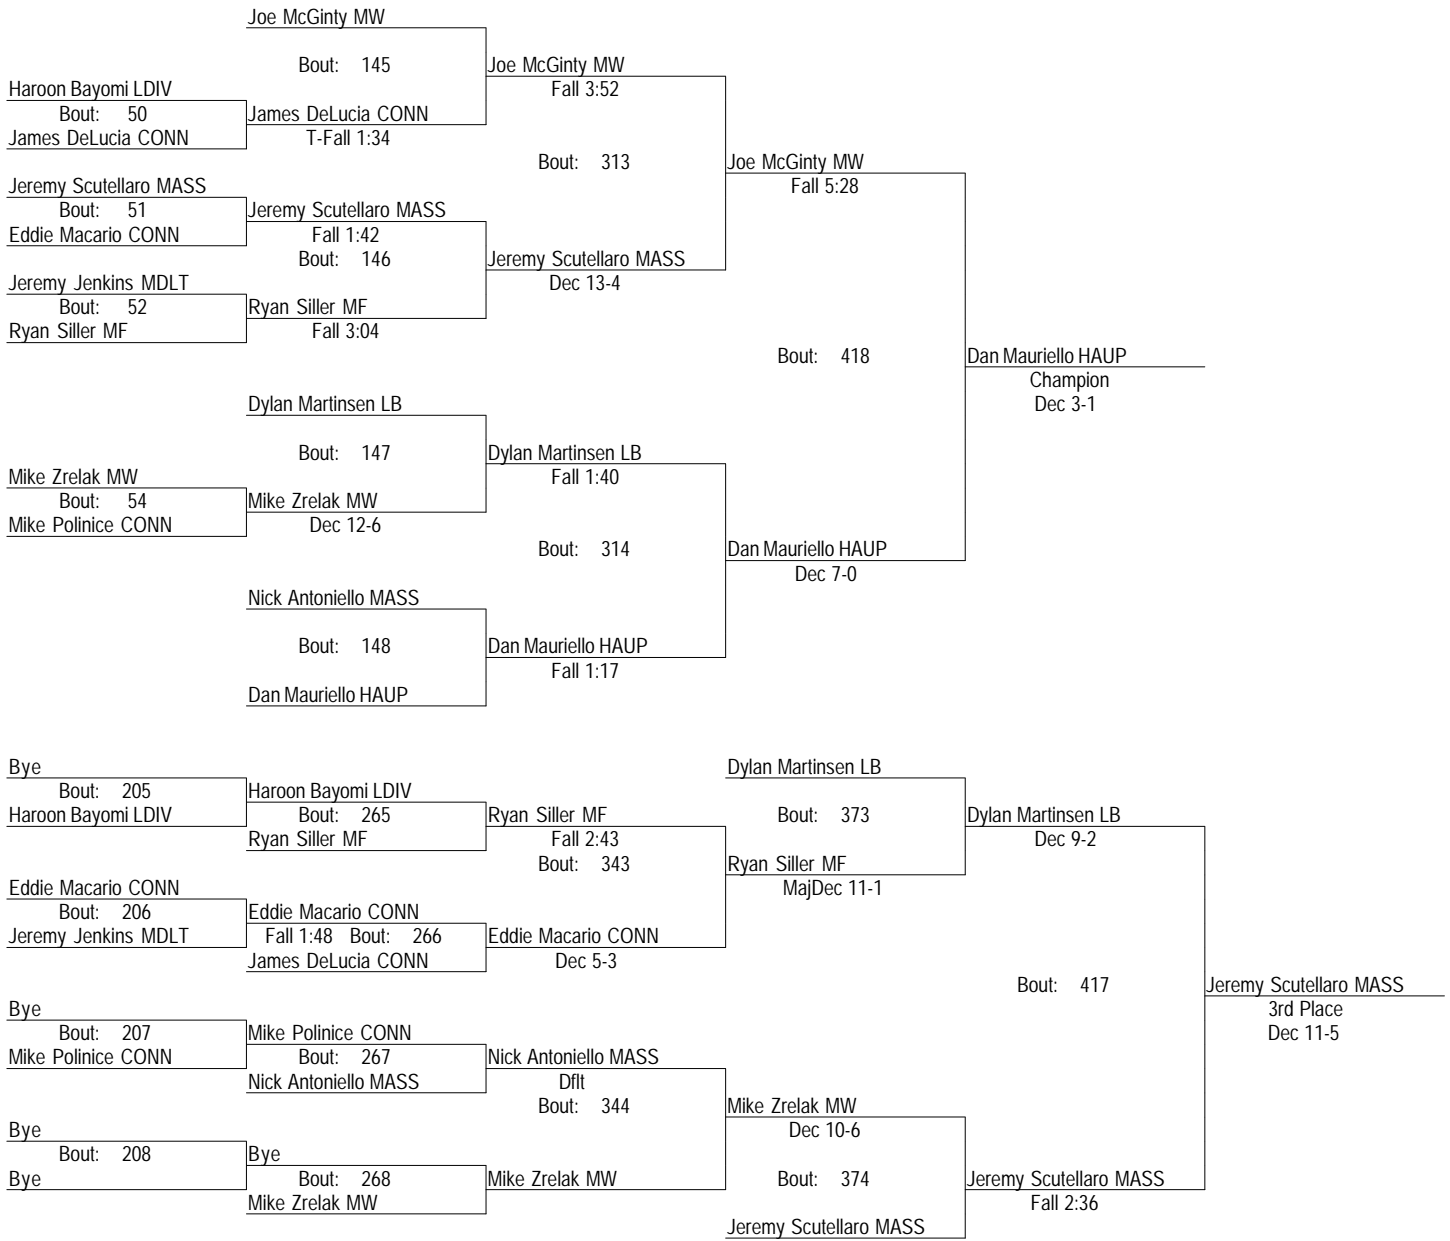 Joe McGinty MW
Bout: 145
Joe McGinty MW
Haroon Bayomi LDIV
Fall 3:52
Bout: 50
James DeLucia CONN
James DeLucia CONN
T-Fall 1:34
Bout: 313
Joe McGinty MW
Jeremy Scutellaro MASS
Fall 5:28
Bout: 51
Jeremy Scutellaro MASS
Eddie Macario CONN
Fall 1:42
Bout: 146
Jeremy Scutellaro MASS
Jeremy Jenkins MDLT
Dec 13-4
Bout: 52
Ryan Siller MF
Ryan Siller MF
Fall 3:04
Bout: 418
Dan Mauriello HAUP
Champion
Dec 3-1
Dylan Martinsen LB
Bout: 147
Dylan Martinsen LB
Mike Zrelak MW
Fall 1:40
Bout: 54
Mike Zrelak MW
Mike Polinice CONN
Dec 12-6
Bout: 314
Dan Mauriello HAUP
Dec 7-0
Nick Antoniello MASS
Bout: 148
Dan Mauriello HAUP
Fall 1:17
Dan Mauriello HAUP
Bye
Dylan Martinsen LB
Bout: 205
Haroon Bayomi LDIV
Haroon Bayomi LDIV
Bout: 265
Ryan Siller MF
Bout: 373
Dylan Martinsen LB
Ryan Siller MF
Fall 2:43
Dec 9-2
Bout: 343
Ryan Siller MF
Eddie Macario CONN
MajDec 11-1
Bout: 206
Eddie Macario CONN
Jeremy Jenkins MDLT
Fall 1:48 Bout: 266
Eddie Macario CONN
James DeLucia CONN
Dec 5-3
Bout: 417
Jeremy Scutellaro MASS
Bye
3rd Place
Bout: 207
Mike Polinice CONN
Dec 11-5
Mike Polinice CONN
Bout: 267
Nick Antoniello MASS
Nick Antoniello MASS
Dflt
Bout: 344
Mike Zrelak MW
Bye
Dec 10-6
Bout: 208
Bye
Bye
Bout: 268
Mike Zrelak MW
Bout: 374
Jeremy Scutellaro MASS
Mike Zrelak MW
Fall 2:36
Jeremy Scutellaro MASS